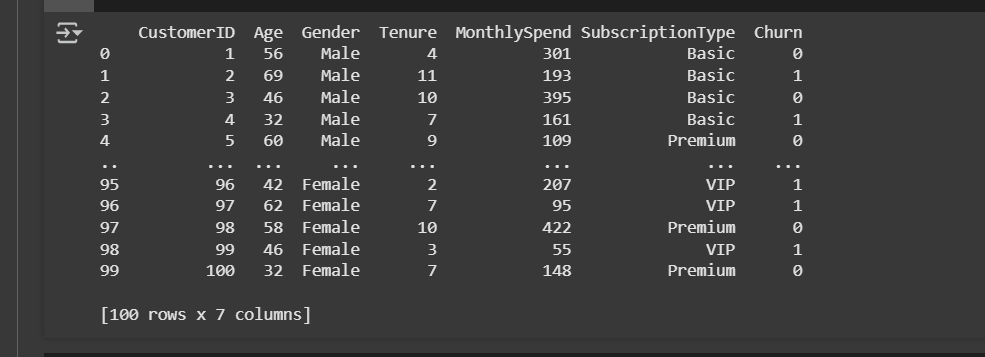 CustomerID Age Gender Tenure MonthlySpend SubscriptionType Churn
0 1 56 Male 4 301 Basic 0
1 2 69 Male 11 193 Basic 1
2 3 46 Male 10 395 Basic 0
3 4 32 Male 7 161 Basic 1
4 5 60 Male 9 109 Premium 0
.. ... ... ... ... ... ... ...
95 96 42 Female 2 207 VIP 1
96 97 62 Female 7 95 VIP 1
97 98 58 Female 10 422 Premium 0
98 99 46 Female 3 55 VIP 1
99 100 32 Female 7 148 Premium 0
[100 rows x 7 columns]